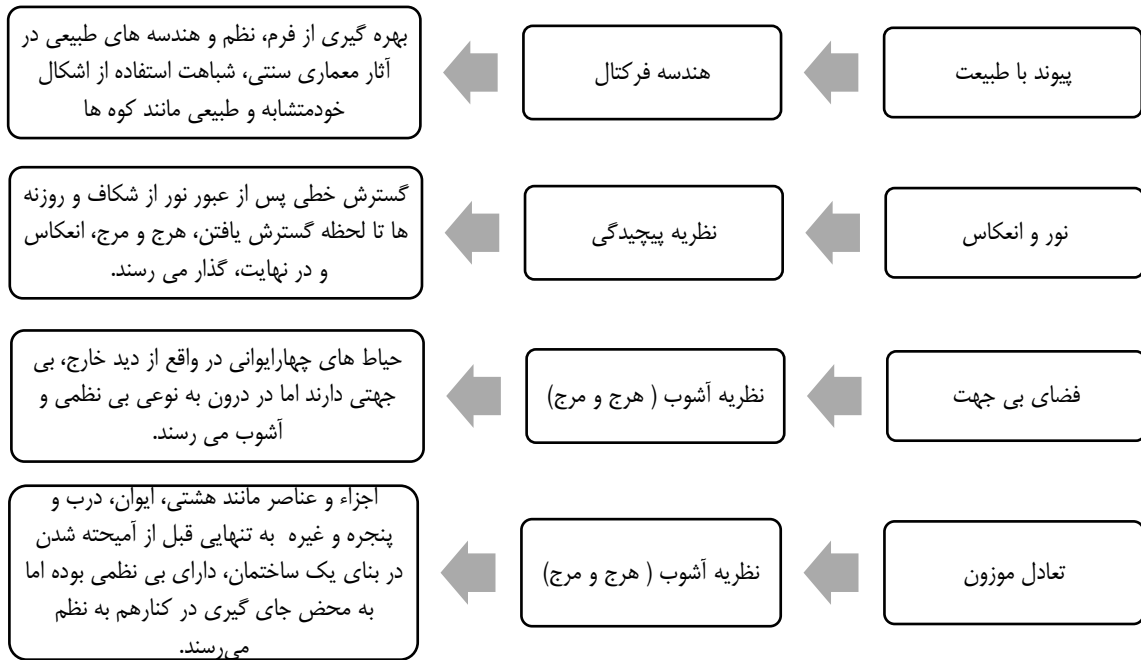 پیوند با طبیعت
هندسه فرکتال
بهره گیری از فرم، نظم و هندسه های طبیعی در
آثار معماری سنتی، شباهت استفاده از اشکال
خودمتشابه و طبیعی مانند کوه ها
نور و انعکاس
نظریه پیچیدگی
گسترش خطی پس از عبور نور از شکاف و روزنه
ها تا لحظه گسترش یافتن، هرج و مرج، انعکاس
و در نهایت، گذار می رسند.
فضای بی جهت
نظریه آشوب ( هرج و مرج)
حیاط های چهارایوانی در واقع از دید خارج، بی
جهتی دارند اما در درون به نوعی بی نظمی و
آشوب می رسند.
تعادل موزون
نظریه آشوب ( هرج و مرج)
اجزاء و عناصر مانند هشتی، ایوان، درب و
پنجره و غیره به تنهایی قبل از آمیحته شدن
در بنای یک ساختمان، دارای بی نظمی بوده اما
به محض جای گیری در کنارهم به نظم
می‌رسند.